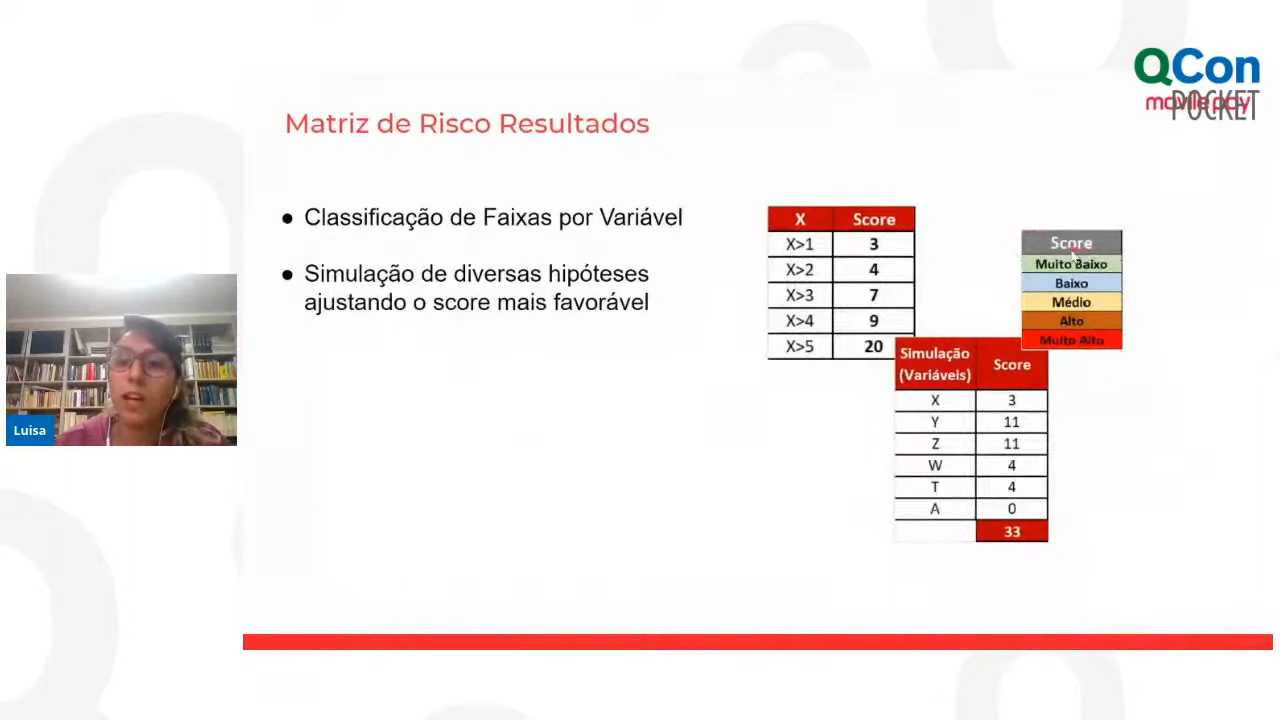 QCon
POCKET
movile pay
Matriz de Risco Resultados
● Classificação de Faixas por Variável
● Simulação de diversas hipóteses
ajustando o score mais favorável
X Score
X>1 3
X>2 4
X>3 7
X>4 9
X>5 20
Score
Muito Baixo
Baixo
Médio
Alto
Muito Alto
Simulação
(Variáveis) Score
X 3
Y 11
Z 11
W 4
T 4
A 0
33
Luisa